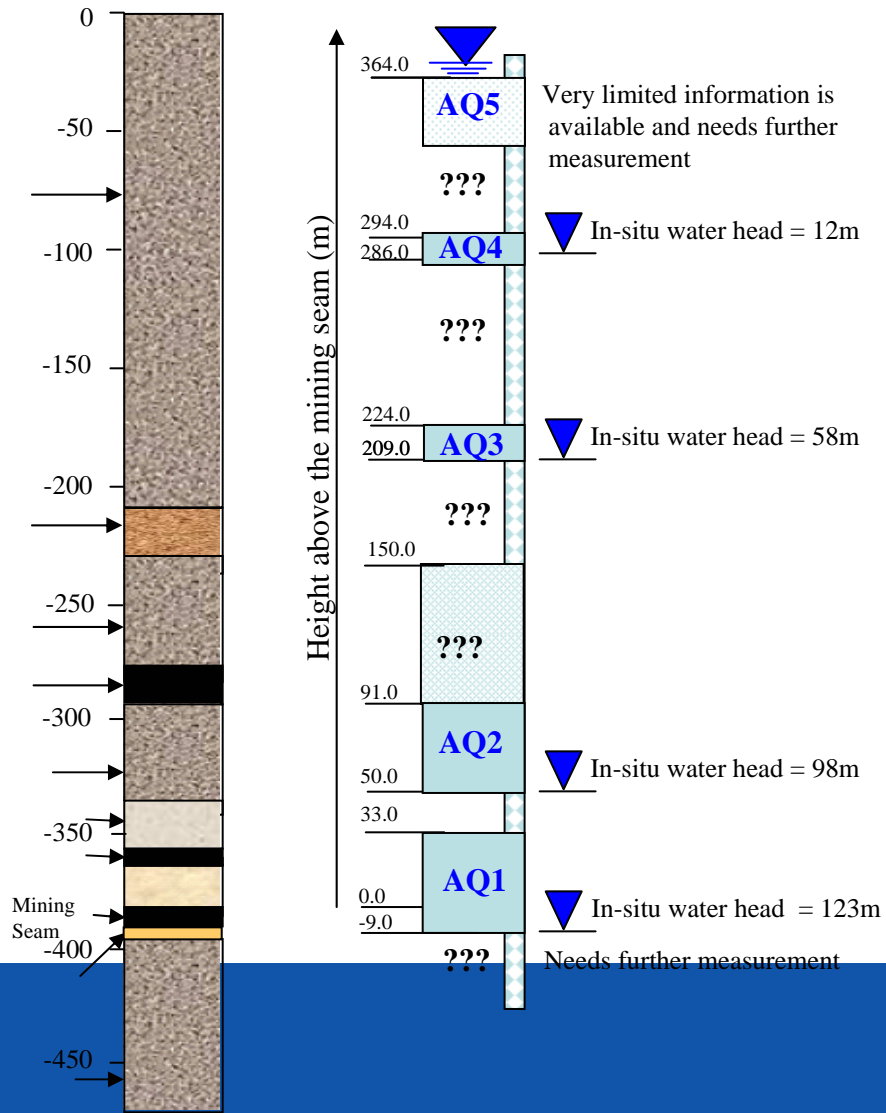 0
-50
-100
-150
-200
-250
-300
-350
Mining
Seam
-400
-450
Height above the mining seam (m)
364.0
AQ5
Very limited information is
available and needs further
measurement
???
294.0
286.0
AQ4
In-situ water head = 12m
???
224.0
209.0
AQ3
In-situ water head = 58m
???
150.0
???
91.0
AQ2
50.0
In-situ water head = 98m
33.0
AQ1
0.0
-9.0
In-situ water head = 123m
???
Needs further measurement